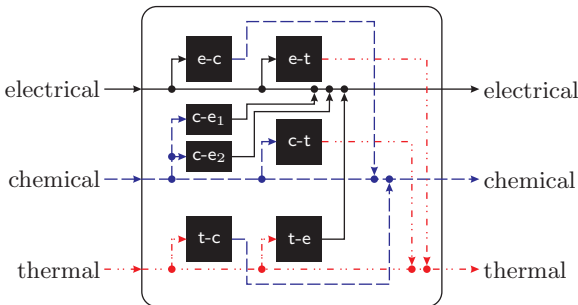 e-c e-t
electrical electrical
c-e₁
c-t
c-e₂
chemical chemical
t-c t-e
thermal thermal